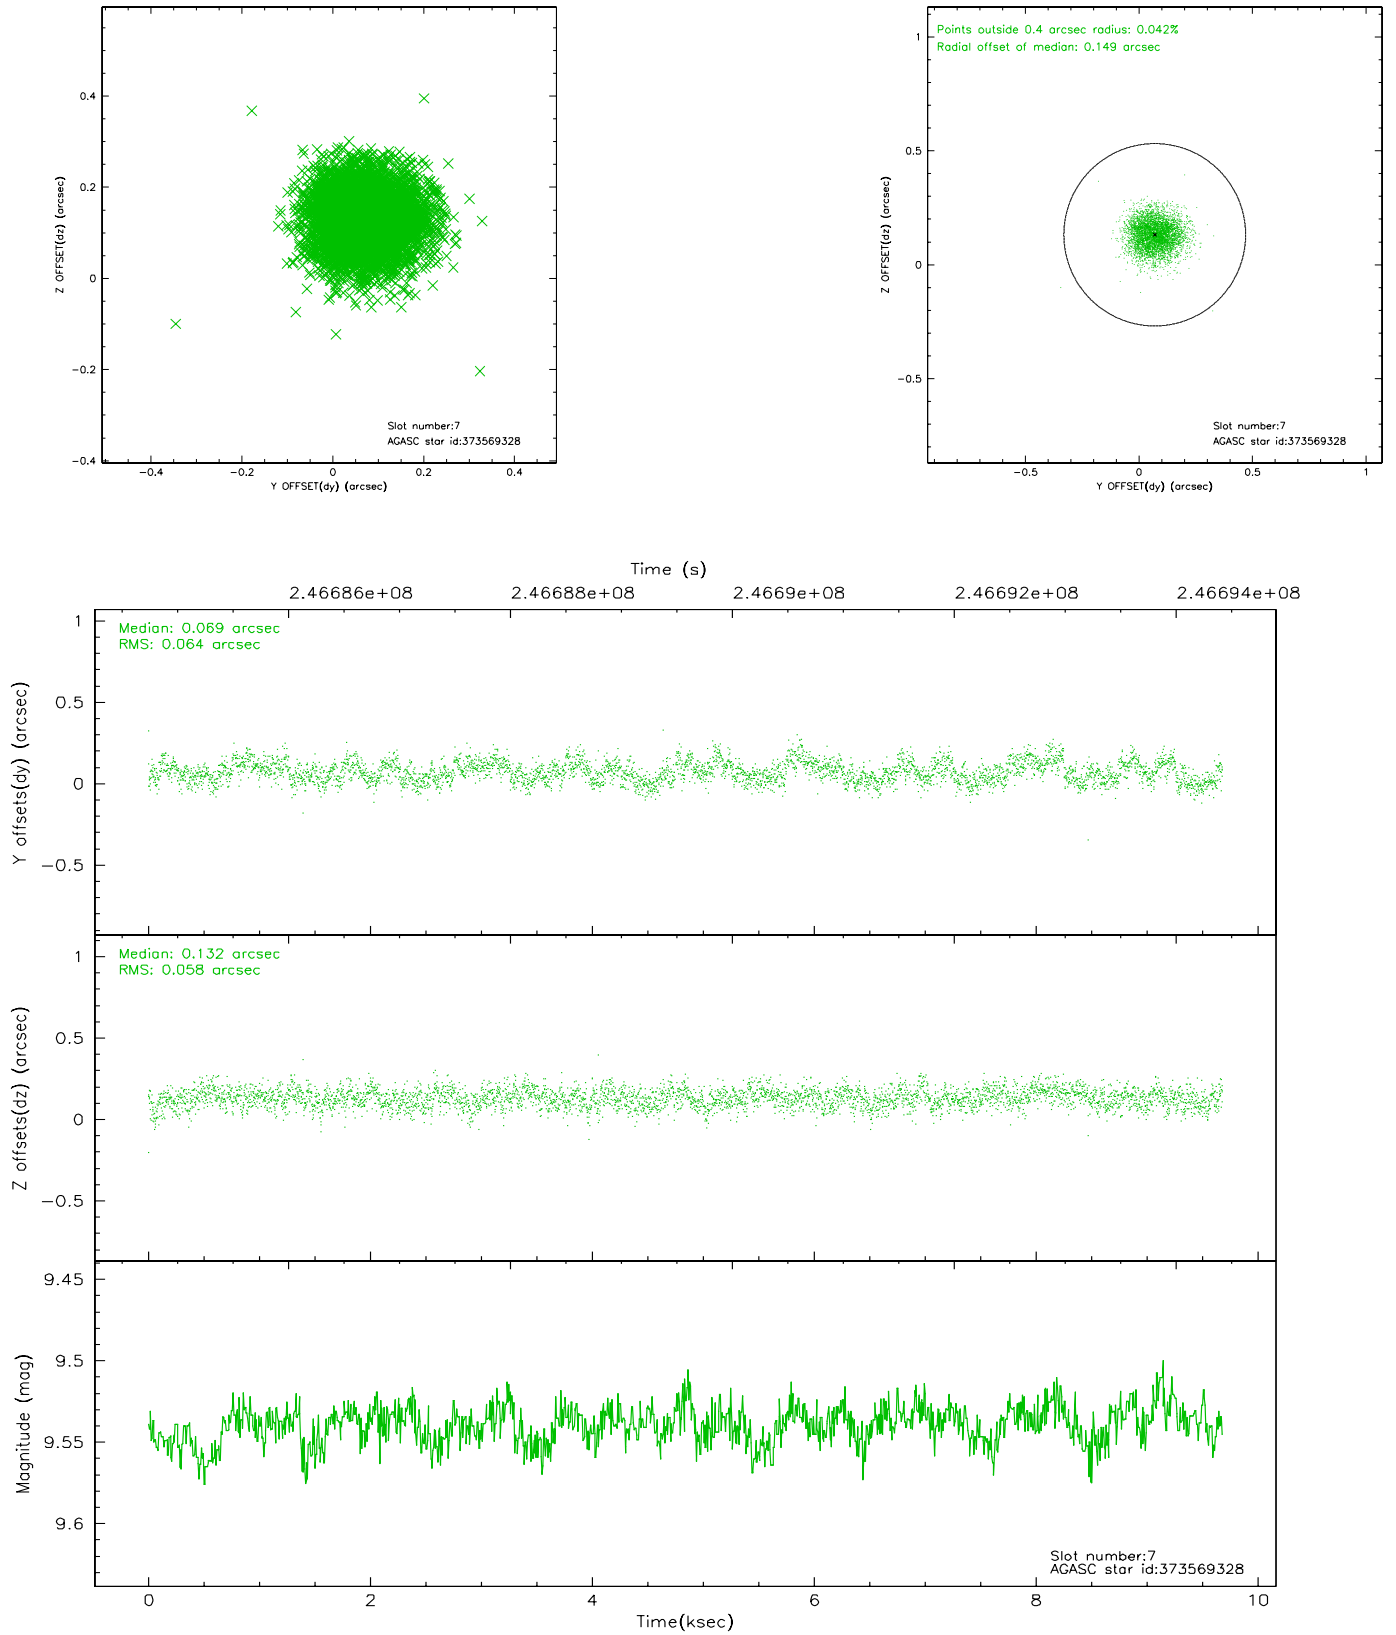 0.4
0.2
0
−0.2
−0.4
Z OFFSET(dz) (arcsec)
−0.4 −0.2 0 0.2 0.4
Y OFFSET(dy) (arcsec)
Slot number:7
AGASC star id:373569328
Points outside 0.4 arcsec radius: 0.042%
Radial offset of median: 0.149 arcsec
1
0.5
0
−0.5
Z OFFSET(dz) (arcsec)
−0.5 0 0.5 1
Y OFFSET(dy) (arcsec)
Slot number:7
AGASC star id:373569328
Time (s)
2.46686e+08 2.46688e+08 2.4669e+08 2.46692e+08 2.46694e+08
Median: 0.069 arcsec
RMS: 0.064 arcsec
1
0.5
0
−0.5
Y offsets(dy) (arcsec)
Median: 0.132 arcsec
RMS: 0.058 arcsec
1
0.5
0
−0.5
Z offsets(dz) (arcsec)
9.45
9.5
9.55
9.6
Magnitude (mag)
Slot number:7
AGASC star id:373569328
0 2 4 6 8 10
Time(ksec)